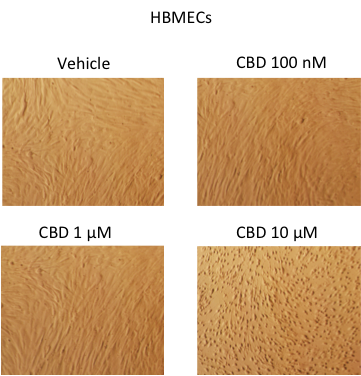 HBMECs
Vehicle
CBD 100 nM
CBD 1 µM
CBD 10 µM